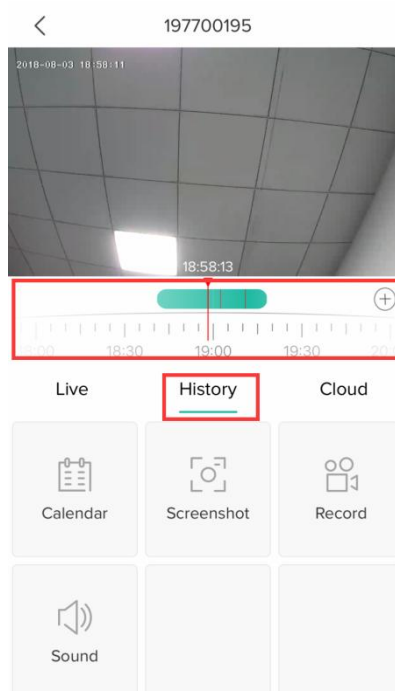 197700195
2018-08-03 18:58:11
18:58:13
18:30 19:00 19:30
Live History Cloud
Calendar Screenshot Record
Sound